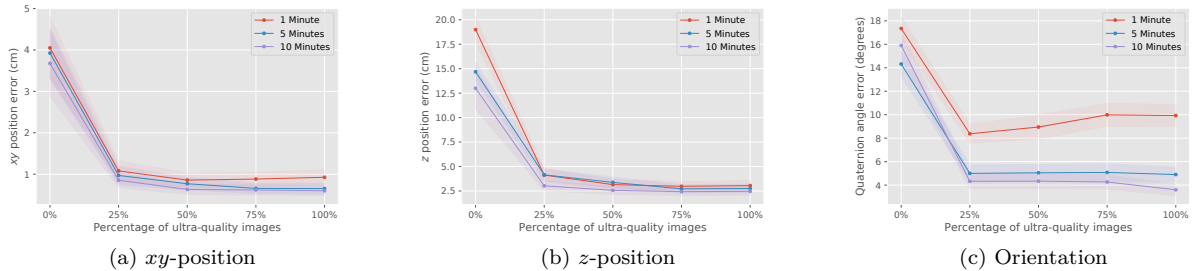 5
4
3
2
1
xy position error (cm)
0%
25%
50%
75%
100%
Percentage of ultra-quality images
1 Minute
5 Minutes
10 Minutes
(a) xy-position
20.0
17.5
15.0
12.5
10.0
7.5
5.0
2.5
z position error (cm)
0%
25%
50%
75%
100%
Percentage of ultra-quality images
1 Minute
5 Minutes
10 Minutes
(b) z-position
18
16
14
12
10
8
6
4
Quaternion angle error (degrees)
0%
25%
50%
75%
100%
Percentage of ultra-quality images
1 Minute
5 Minutes
10 Minutes
(c) Orientation